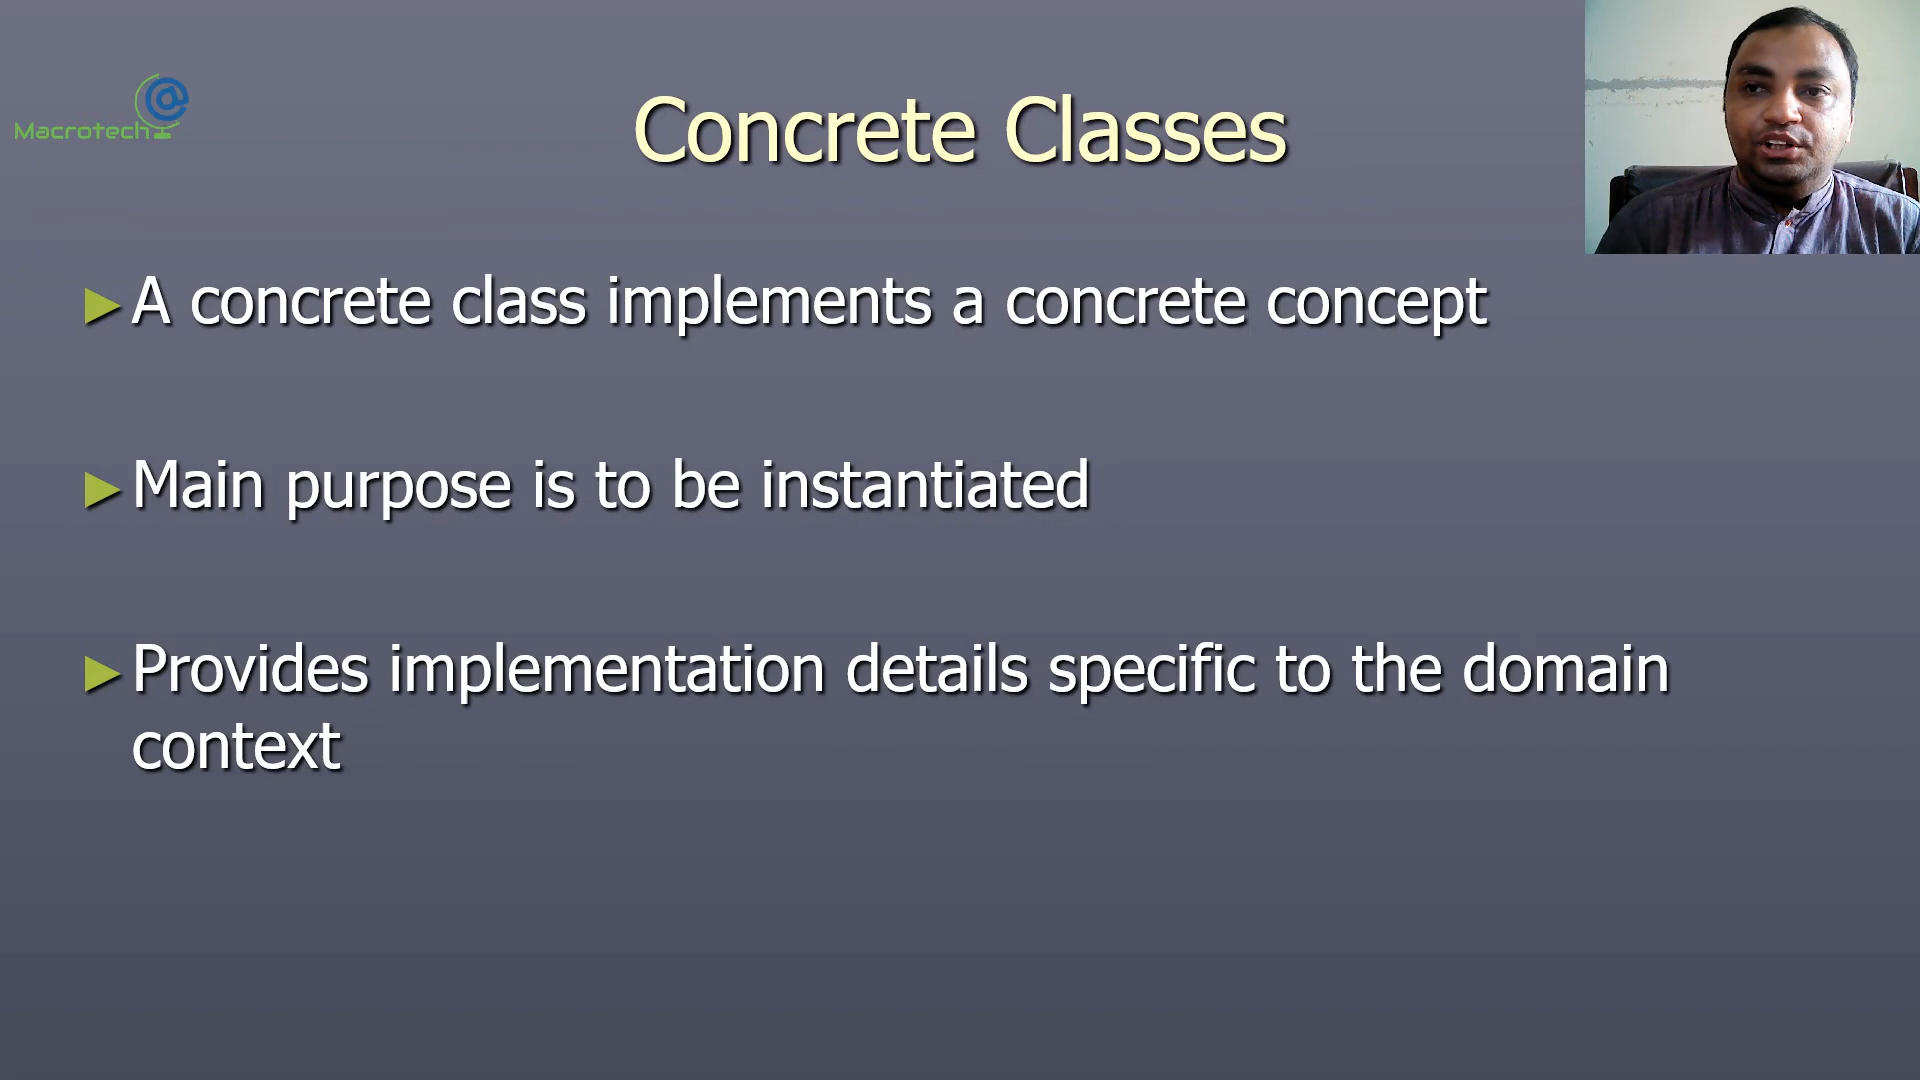 Macrotech
Concrete Classes
A concrete class implements a concrete concept
Main purpose is to be instantiated
Provides implementation details specific to the domain
context